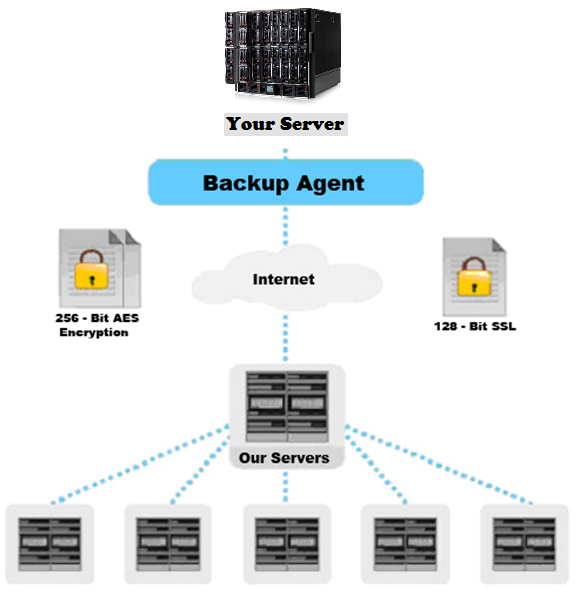 Your Server
Backup Agent
Internet
256 - Bit AES
Encryption
128 - Bit SSL
Our Servers